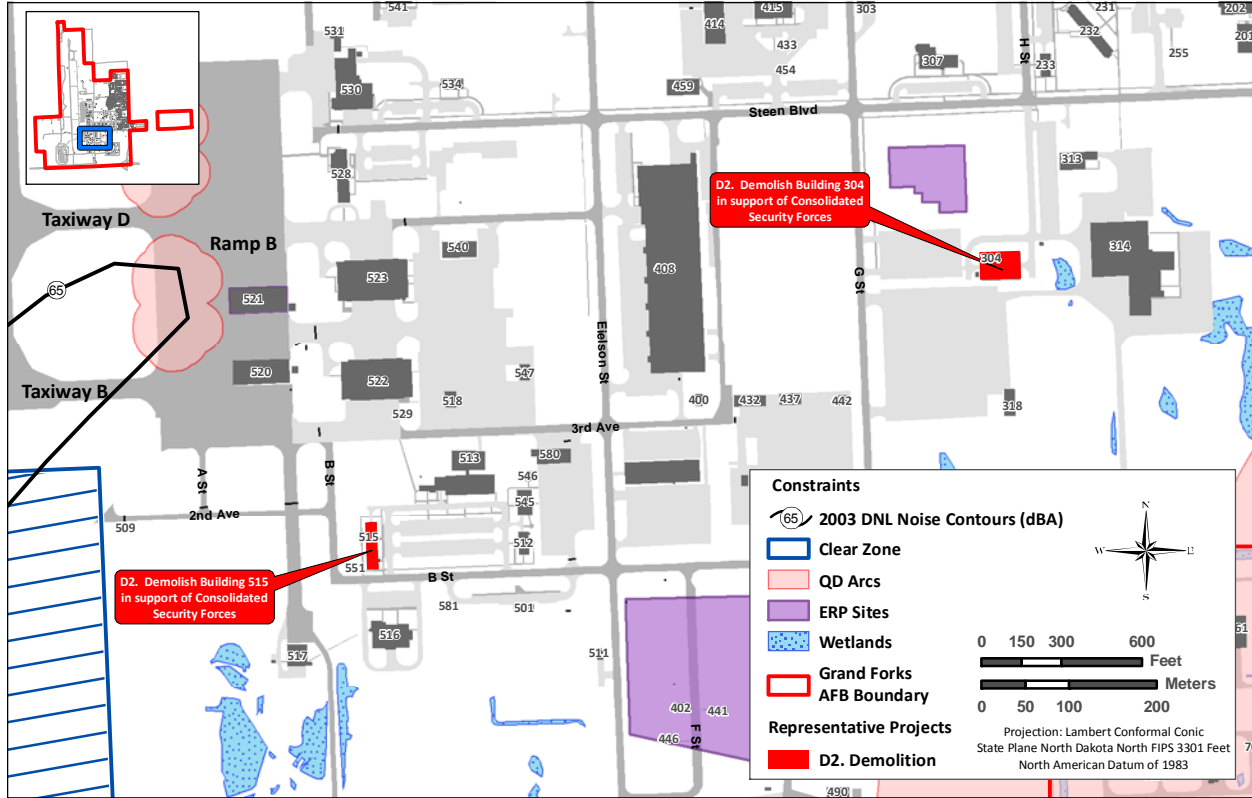 541
531
530
534
414
415
303
433
454
459
307
H St
233
231
232
202
201
255
Steen Blvd
528
313
D2. Demolish Building 304
in support of Consolidated
Security Forces
Taxiway D
Ramp B
540
523
408
G St
304
314
65
521
Eielson St
520
522
547
Taxiway B
518
529
400
432
437
442
318
3rd Ave
A St
B St
513
580
546
545
2nd Ave
509
515
512
551
B St
D2. Demolish Building 515
in support of Consolidated
Security Forces
581
501
516
517
511
402
441
446
F St
490
61
Constraints
65
2003 DNL Noise Contours (dBA)
Clear Zone
QD Arcs
ERP Sites
Wetlands
Grand Forks
AFB Boundary
Representative Projects
D2. Demolition
N
W
E
S
0 150 300 600
Feet
Meters
0 50 100 200
Projection: Lambert Conformal Conic
State Plane North Dakota North FIPS 3301 Feet
North American Datum of 1983